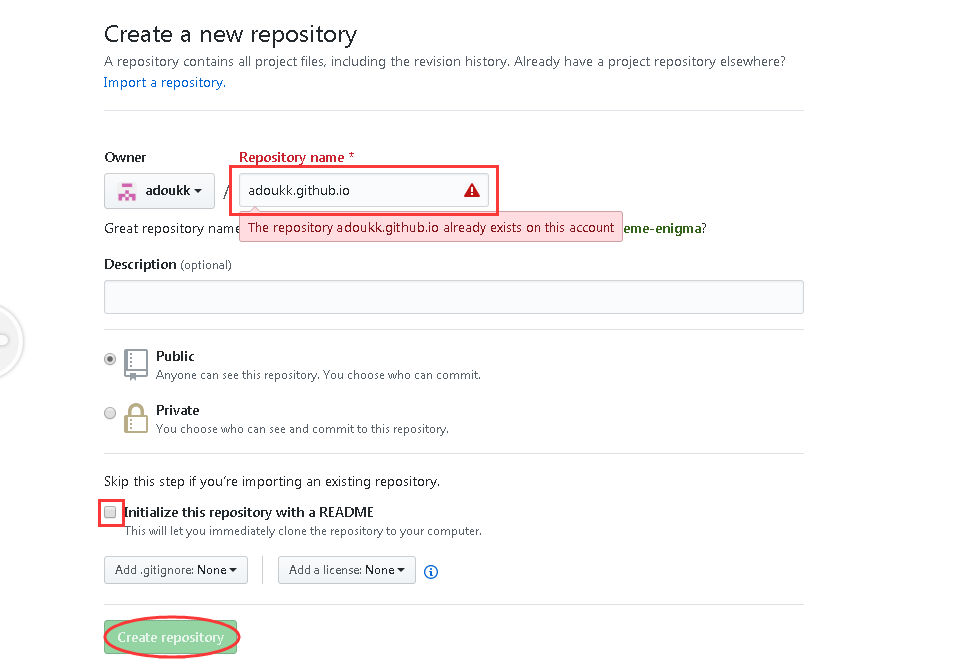 Create a new repository
A repository contains all project files, including the revision history. Already have a project repository elsewhere?
Import a repository.
Owner
Repository name *
adoukk
/
adoukk.github.io
The repository adoukk.github.io already exists on this account
Great repository name eme-enigma?
Description (optional)
Public
Anyone can see this repository. You choose who can commit.
Private
You choose who can see and commit to this repository.
Skip this step if you're importing an existing repository.
Initialize this repository with a README
This will let you immediately clone the repository to your computer.
Add .gitignore: None
Add a license: None
Create repository